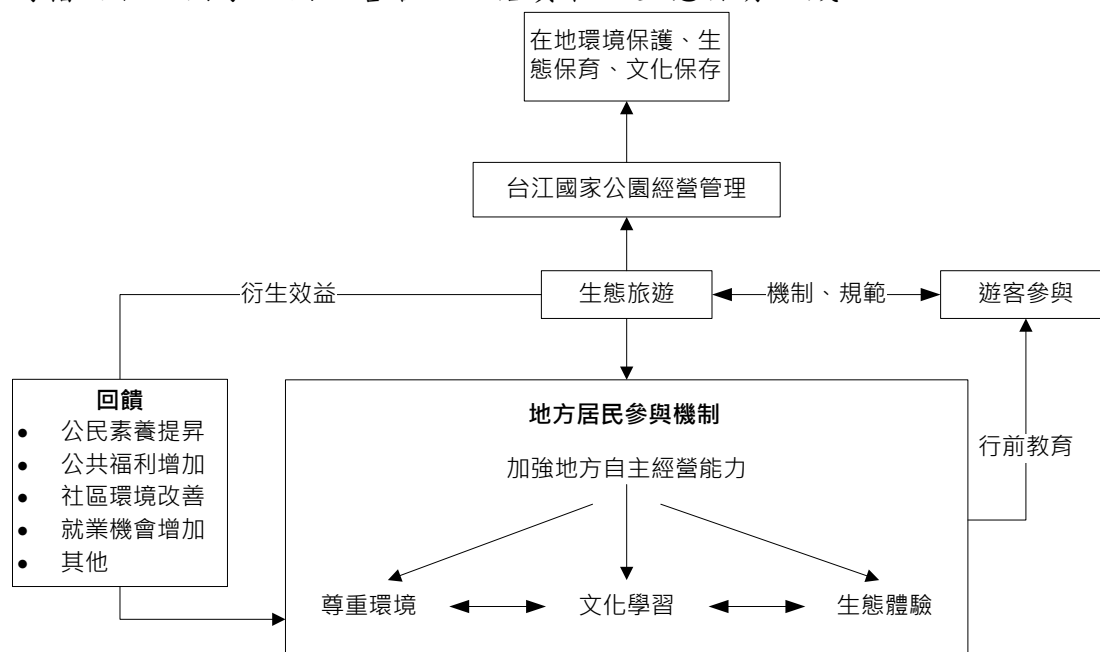 在地環境保護、生
態保育、文化保存
台江國家公園經營管理
衍生效益
生態旅遊
機制、規範
遊客參與
回饋
• 公民素養提昇
• 公共福利增加
• 社區環境改善
• 就業機會增加
• 其他
地方居民參與機制
加強地方自主經營能力
行前教育
尊重環境
文化學習
生態體驗